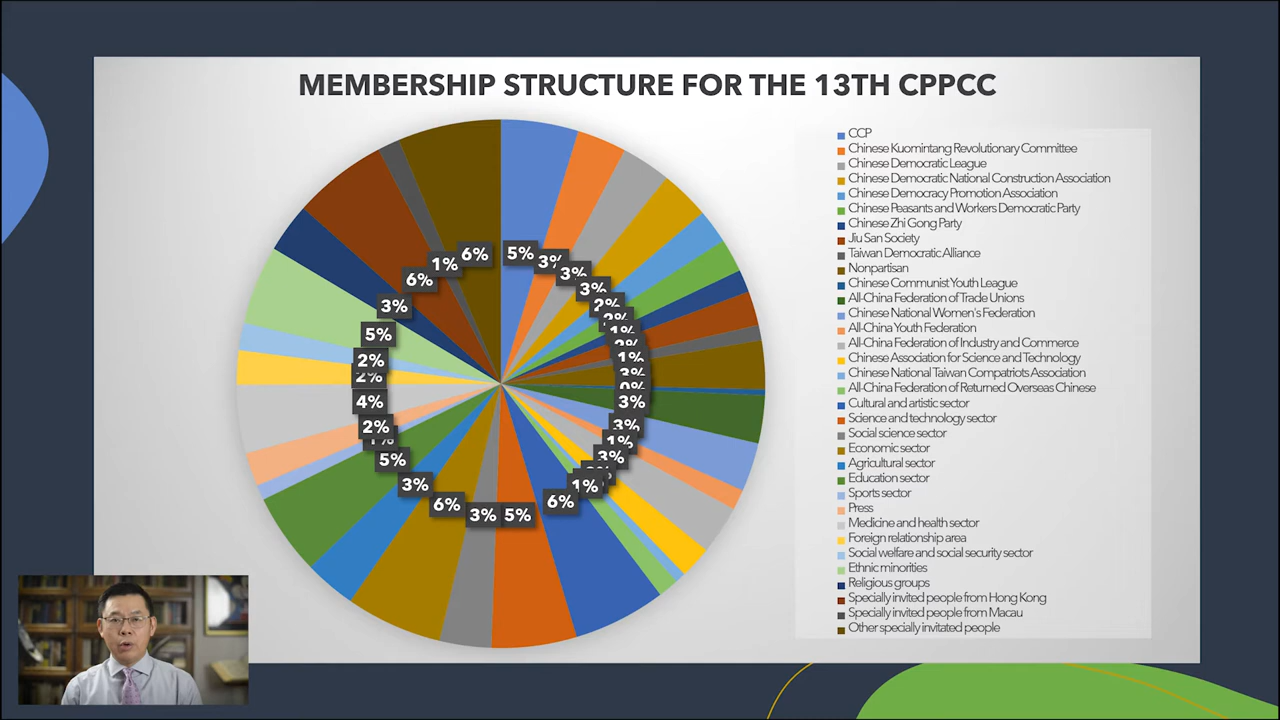 MEMBERSHIP STRUCTURE FOR THE 13TH CPPCC
5%
3%
3%
3%
2%
2%
1%
2%
1%
3%
0%
3%
3%
1%
3%
1%
6%
5%
3%
6%
3%
5%
1%
2%
4%
2%
2%
5%
3%
6%
1%
6%
CCP
Chinese Kuomintang Revolutionary Committee
Chinese Democratic League
Chinese Democratic National Construction Association
Chinese Democracy Promotion Association
Chinese Peasants and Workers Democratic Party
Chinese Zhi Gong Party
Jiu San Society
Taiwan Democratic Alliance
Nonpartisan
Chinese Communist Youth League
All-China Federation of Trade Unions
Chinese National Women's Federation
All-China Youth Federation
All-China Federation of Industry and Commerce
Chinese Association for Science and Technology
Chinese National Taiwan Compatriots Association
All-China Federation of Returned Overseas Chinese
Cultural and artistic sector
Science and technology sector
Social science sector
Economic sector
Agricultural sector
Education sector
Sports sector
Press
Medicine and health sector
Foreign relationship area
Social welfare and social security sector
Ethnic minorities
Religious groups
Specially invited people from Hong Kong
Specially invited people from Macau
Other specially invitated people